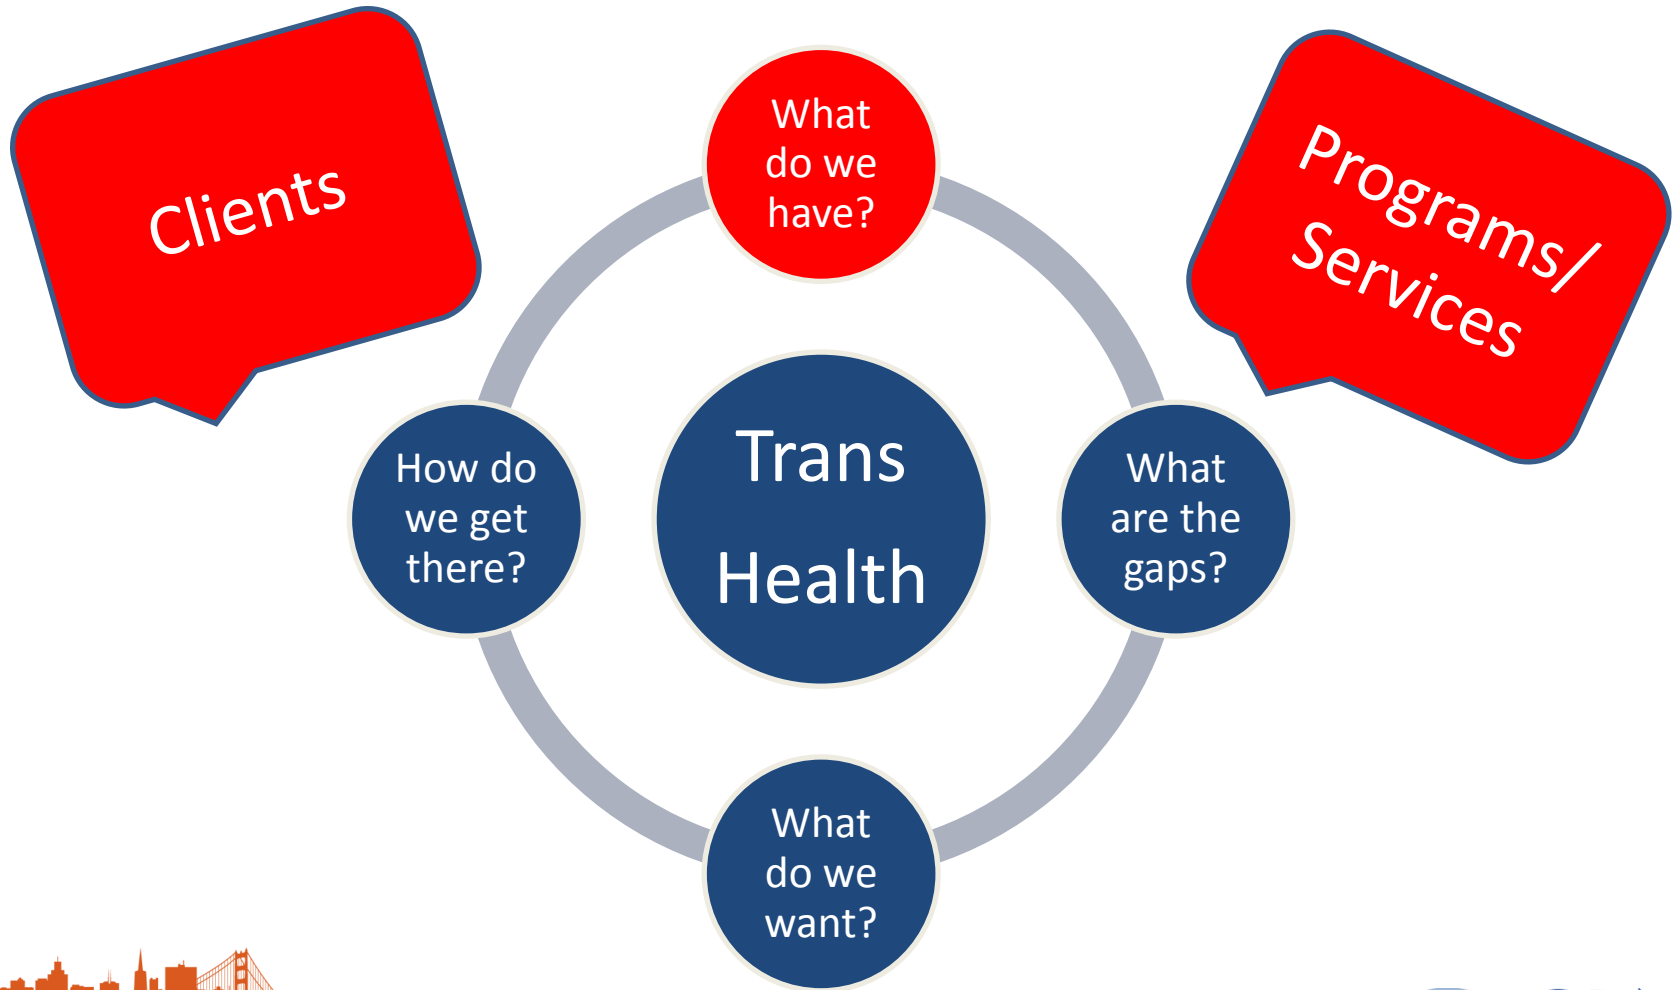 Clients
What
do we
have?
Programs/
Services
How do
we get
there?
Trans
Health
What
are the
gaps?
What
do we
want?